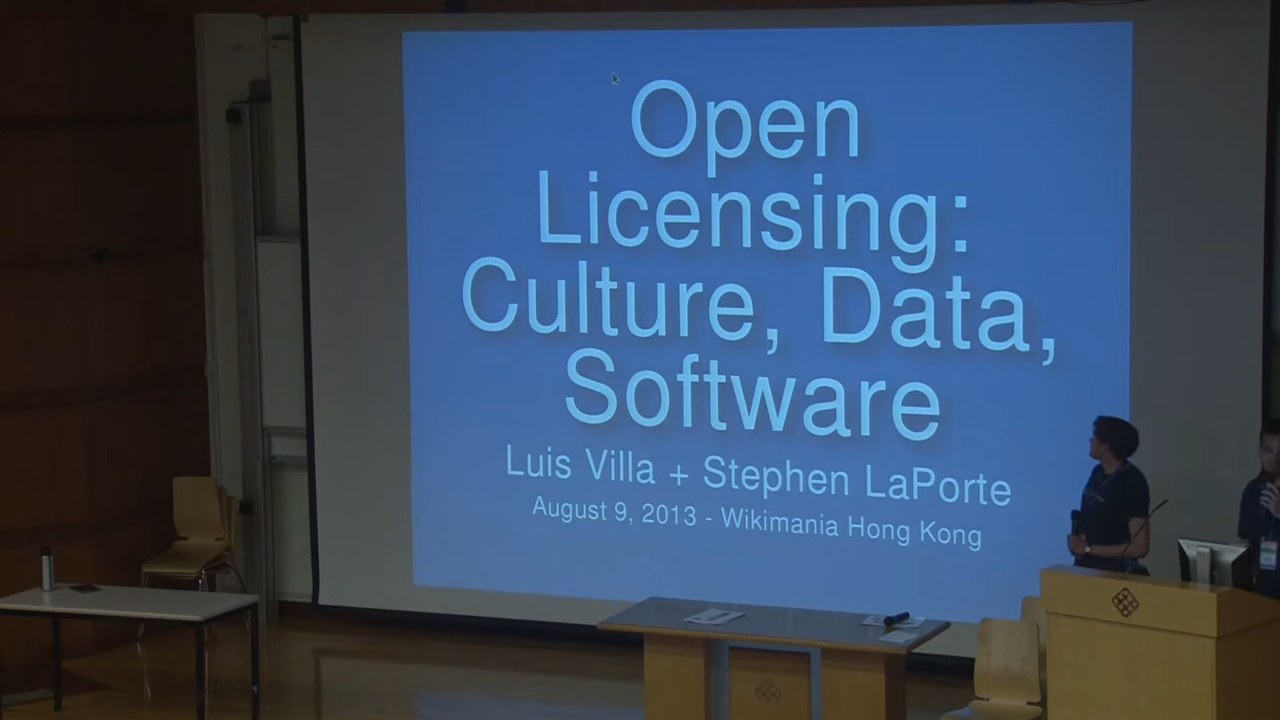 Open
Licensing:
Culture, Data,
Software
Luis Villa + Stephen LaPorte
August 9, 2013 - Wikimania Hong Kong